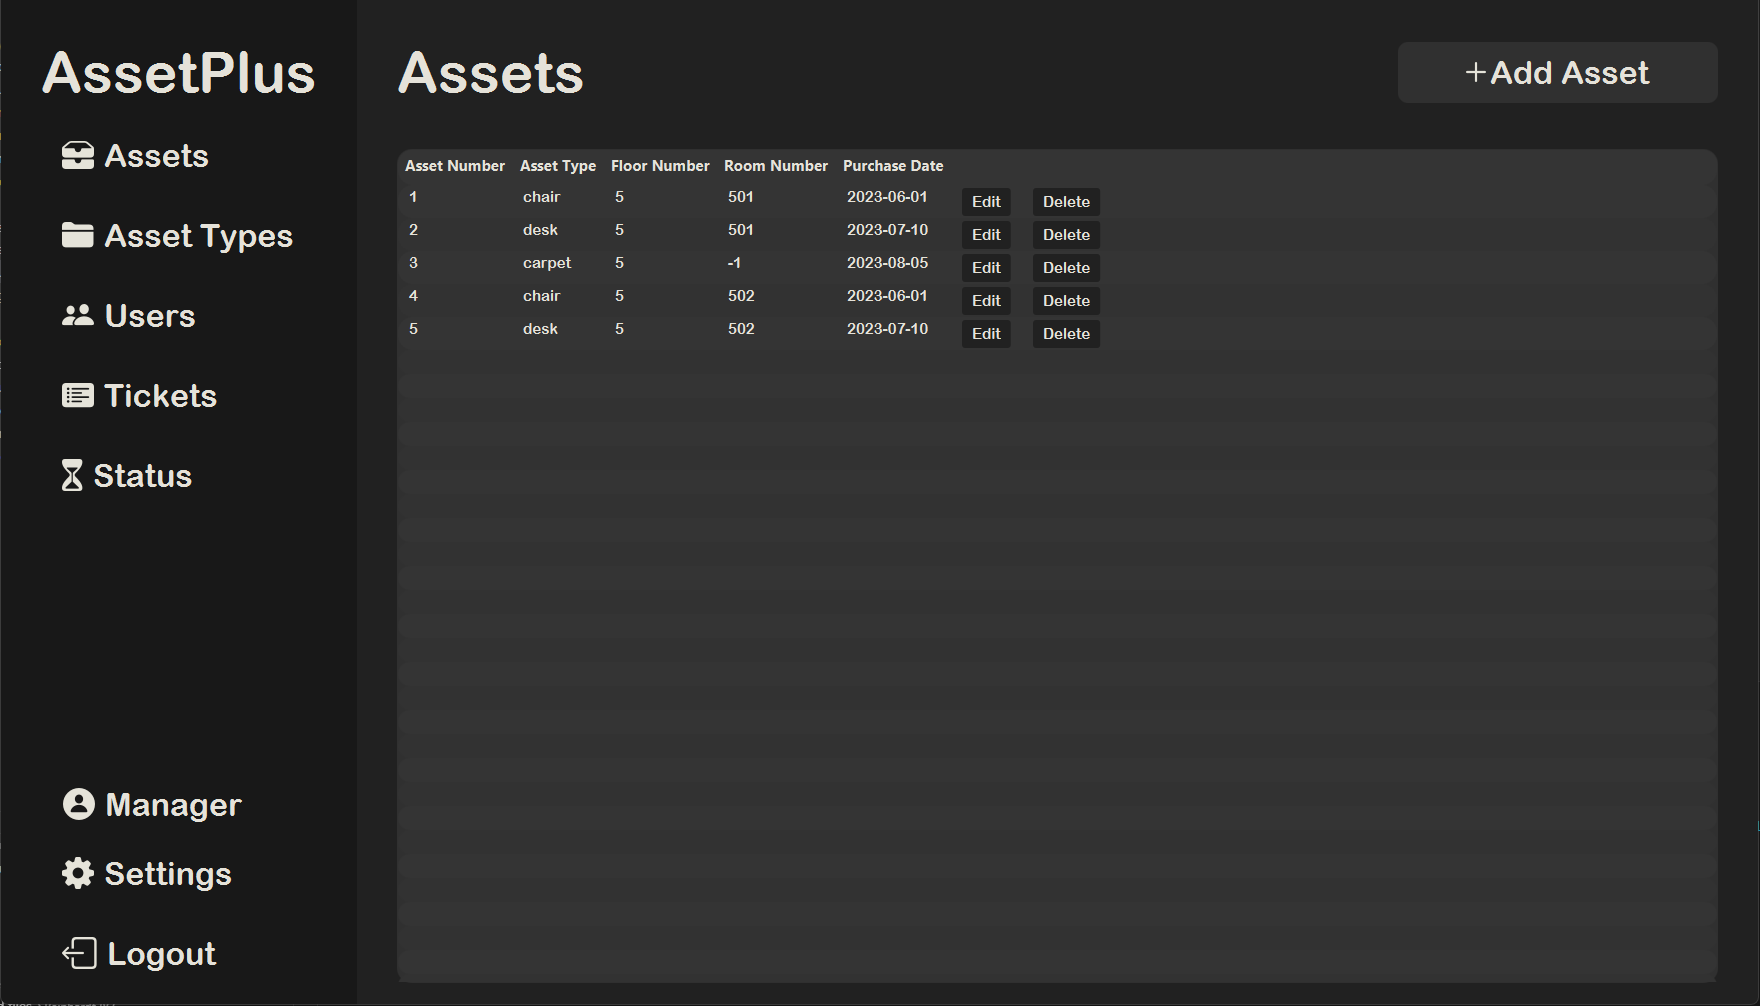 AssetPlus
Assets
Asset Types
Users
Tickets
Status
Manager
Settings
Logout
Assets
+Add Asset
Asset Number Asset Type Floor Number Room Number Purchase Date
1 chair 5 501 2023-06-01 Edit Delete
2 desk 5 501 2023-07-10 Edit Delete
3 carpet 5 -1 2023-08-05 Edit Delete
4 chair 5 502 2023-06-01 Edit Delete
5 desk 5 502 2023-07-10 Edit Delete